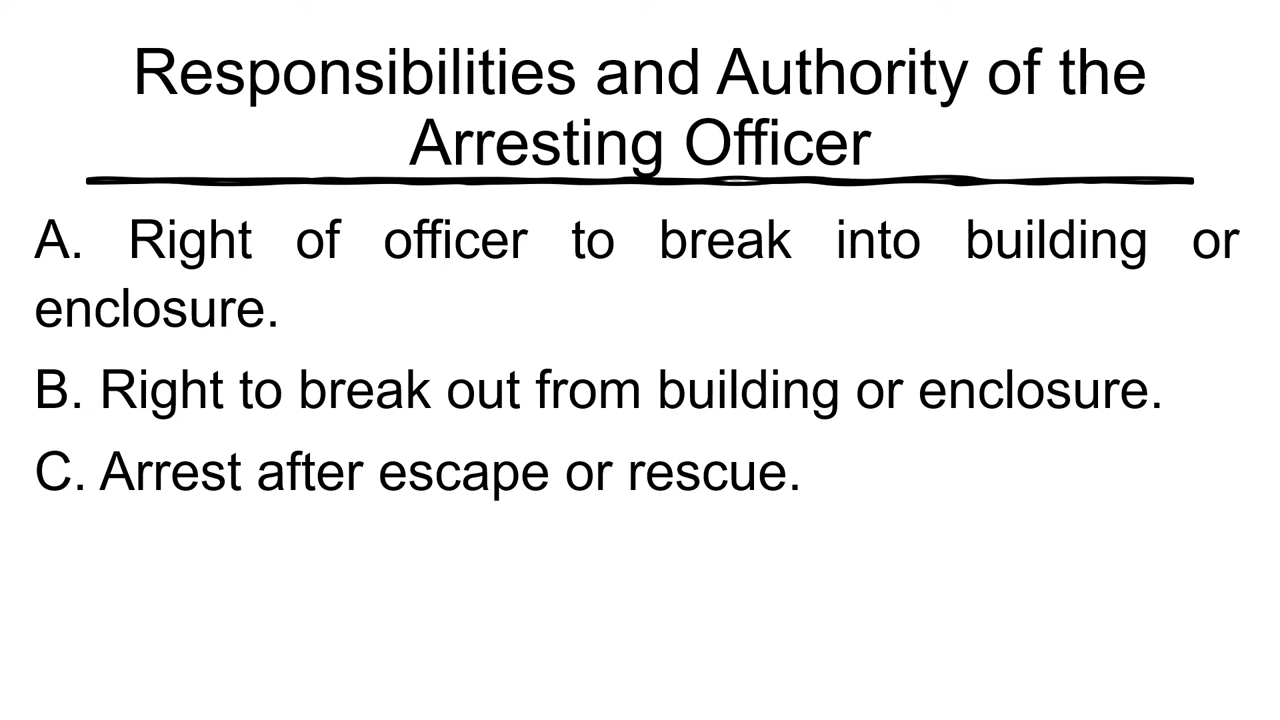 Responsibilities and Authority of the
Arresting Officer
A. Right of officer to break into building or
enclosure.
B. Right to break out from building or enclosure.
C. Arrest after escape or rescue.